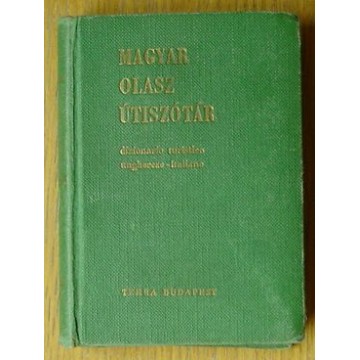 MAGYAR
OLASZ
ÚTISZÓTÁR
dizionario turistico
ungherese-italiano
TERRA BUDAPEST